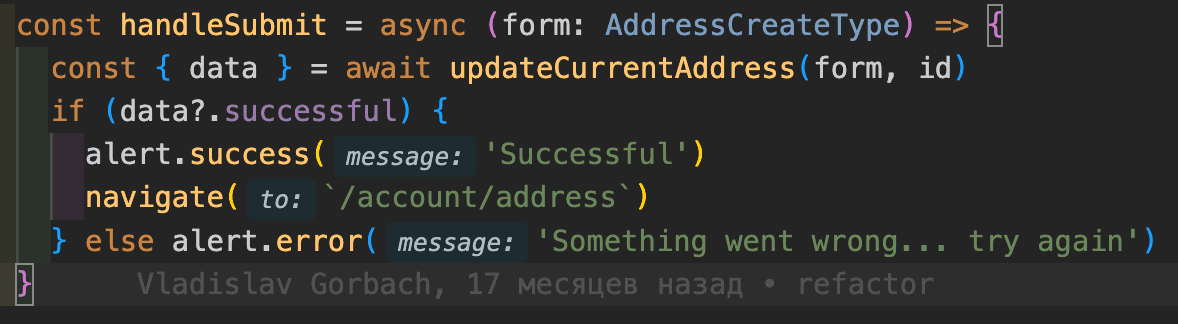 const handleSubmit = async (form: AddressCreateType) => {
const { data } = await updateCurrentAddress(form, id)
if (data?.successful) {
alert.success( message: 'Successful')
navigate( to: `/account/address`)
} else alert.error( message: 'Something went wrong... try again')
} Vladislav Gorbach, 17 месяцев назад • refactor